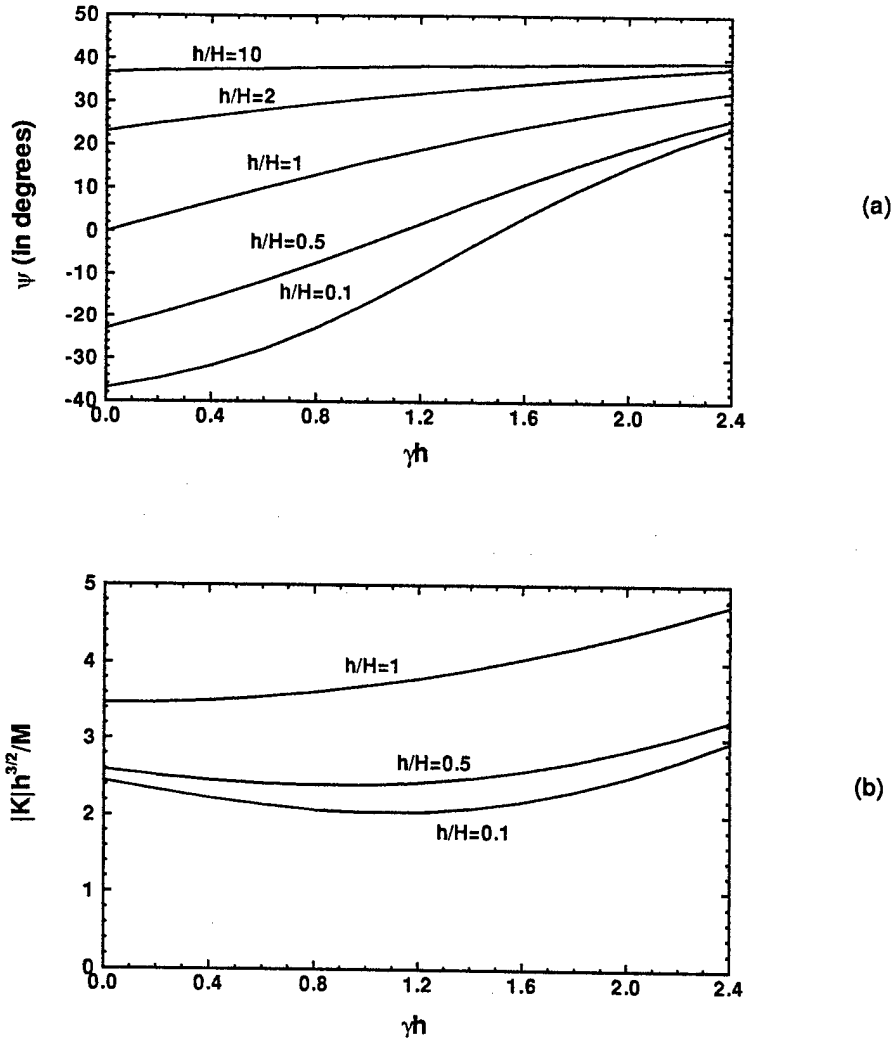 50
40
30
20
10
0
-10
-20
-30
-40
ψ (in degrees)
h/H=10
h/H=2
h/H=1
h/H=0.5
h/H=0.1
0.0 0.4 0.8 1.2 1.6 2.0 2.4
γh
(a)
5
4
3
2
1
0
|K|h^{3/2}/M
h/H=1
h/H=0.5
h/H=0.1
0.0 0.4 0.8 1.2 1.6 2.0 2.4
γh
(b)